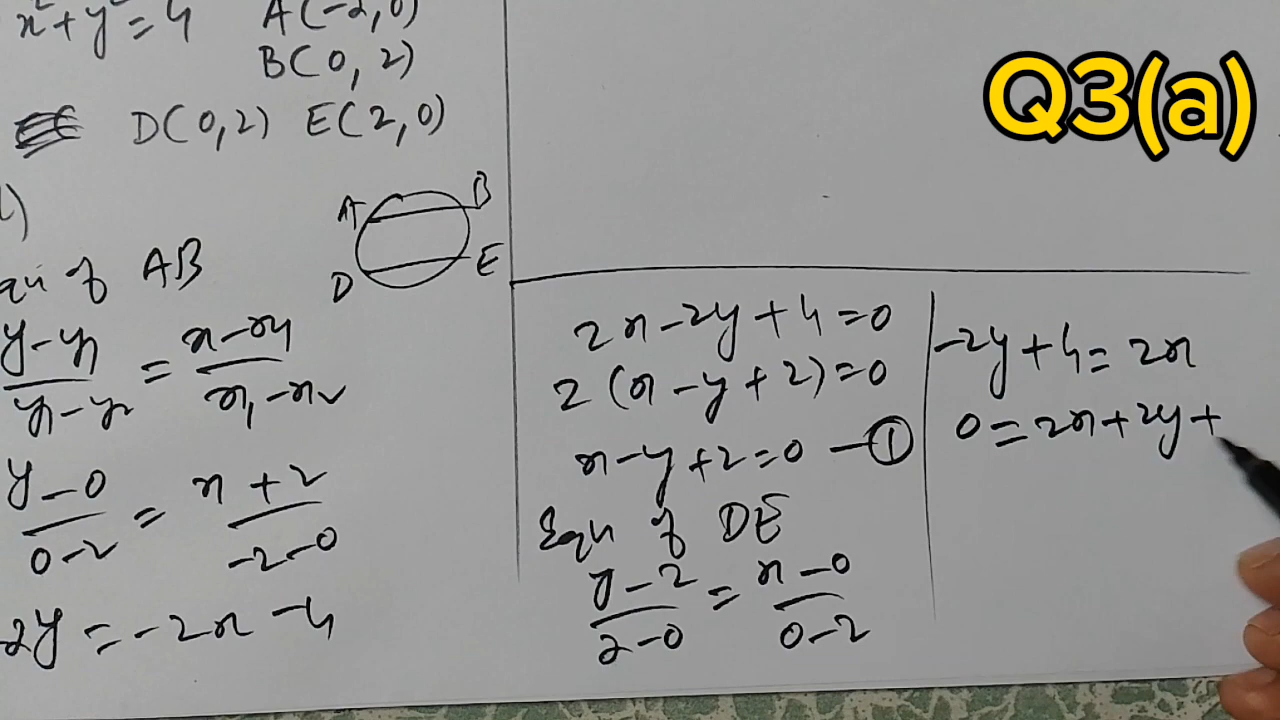 x²+y²=4 A(-2,0)
B(0,2)
D(0,2) E(2,0)
A B
D E
of AB
y-y1/y1-y2 = x-x1/x1-x2
y-0/0-2 = x+2/-2-0
2y=-2x-4
2x-2y+4=0
2(x-y+2)=0
x-y+2=0 -①
Equ of DE
y-2/2-0 = x-0/0-2
-2y+4=2x
0=2x+2y+
Q3(a)